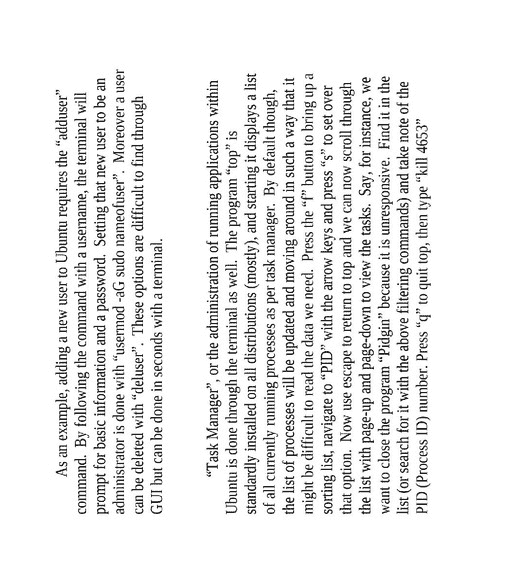 As an example, adding a new user to Ubuntu requires the “adduser”
command.  By following the command with a username, the terminal will
prompt for basic information and a password.  Setting that new user to be an
administrator is done with “usermod -aG sudo nameofuser”.  Moreover a user
can be deleted with “deluser”.  These options are difficult to find through
GUI but can be done in seconds with a terminal.
“Task Manager”, or the administration of running applications within
Ubuntu is done through the terminal as well.  The program “top” is
standardly installed on all distributions (mostly), and starting it displays a list
of all currently running processes as per task manager.  By default though,
the list of processes will be updated and moving around in such a way that it
might be difficult to read the data we need.  Press the “f” button to bring up a
sorting list, navigate to “PID” with the arrow keys and press “s” to set over
that option.  Now use escape to return to top and we can now scroll through
the list with page-up and page-down to view the tasks.  Say, for instance, we
want to close the program “Pidgin” because it is unresponsive.  Find it in the
list (or search for it with the above filtering commands) and take note of the
PID (Process ID) number. Press “q” to quit top, then type “kill 4653”